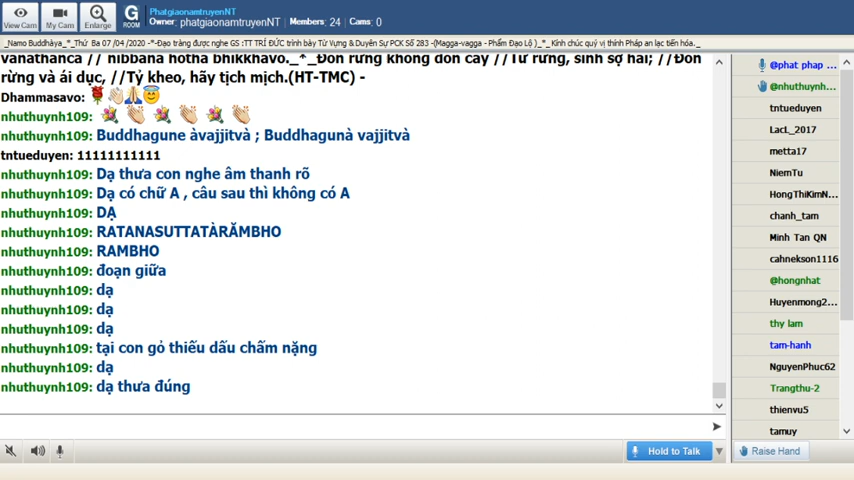 View Cam
My Cam
Enlarge
G
ROOM
PhatgiaonamtruyenNT
Owner: phatgiaonamtruyenNT | Members: 24 | Cams: 0
_Namo Buddhàya_*_Thứ Ba 07 /04 /2020 -*-Đạo tràng được nghe GS :TT TRÍ ĐỨC trình bày Từ Vựng &Duyên Sự PCK Số 283 -(Magga-vagga - Phẩm Đạo Lộ )_*_ Kính chúc quý vị thính Pháp an lạc tiến hóa._
vanathanca // nibbana hotha bhikkhavo._*_Đốn rừng không đốn cây //Từ rừng, sinh sợ hãi; //Đốn
rừng và ái dục, //Tỷ kheo, hãy tịch mịch.(HT-TMC) -
Dhammasavo: 🌹👏🙏😇
nhuthuynh109: 💐 👏 💐 👏 💐 👏
nhuthuynh109: Buddhagune àvajjitvà ; Buddhagunà vajjitvà
tntueduyen: 11111111111
nhuthuynh109: Dạ thưa con nghe âm thanh rõ
nhuthuynh109: Dạ có chữ A , câu sau thì không có A
nhuthuynh109: DẠ
nhuthuynh109: RATANASUTTATÀRĂMBHO
nhuthuynh109: RAMBHO
nhuthuynh109: đoạn giữa
nhuthuynh109: dạ
nhuthuynh109: dạ
nhuthuynh109: dạ
nhuthuynh109: tại con gỏ thiếu dấu chấm nặng
nhuthuynh109: dạ
nhuthuynh109: dạ thưa đúng
@phat phap ...
@nhuthuynh...
tntueduyen
LacL_2017
metta17
NiemTu
HongThiKimN...
chanh_tam
Minh Tan QN
cahnekson1116
@hongnhat
Huyenmong2...
thy lam
tam-hanh
NguyenPhuc62
Trangthu-2
thienvu5
tamuy
Hold to Talk
Raise Hand